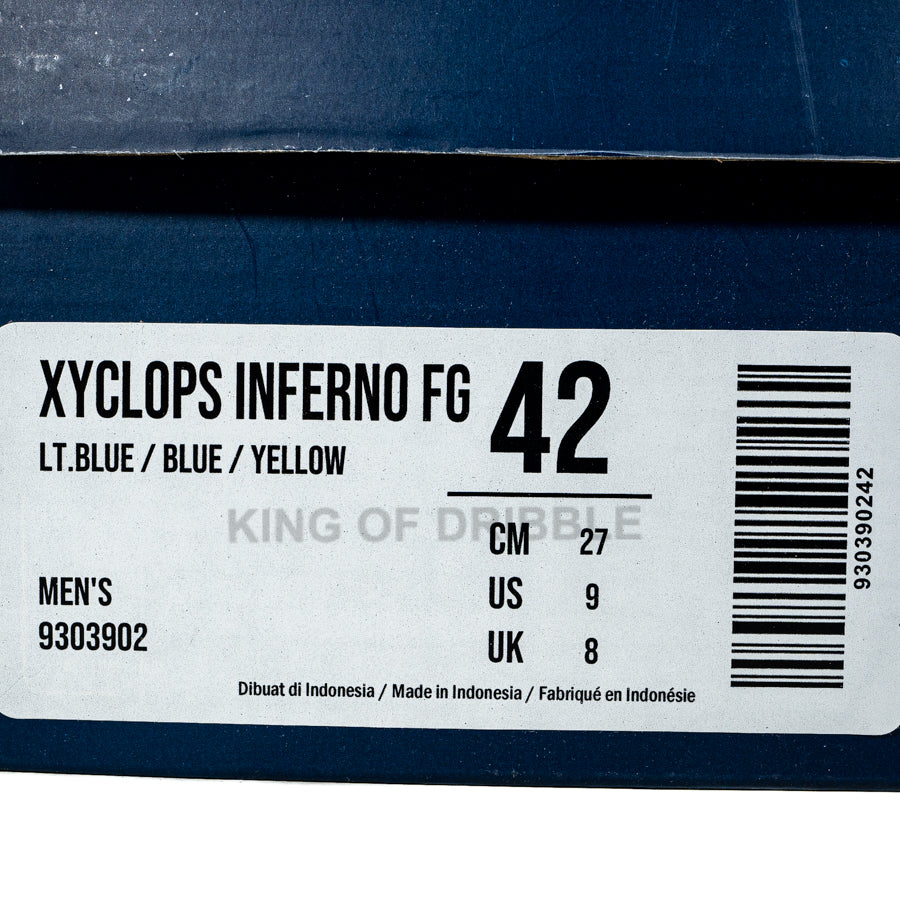 XYCLOPS INFERNO FG
LT.BLUE / BLUE / YELLOW
42
KING OF DRIBBLE
CM 27
US 9
UK 8
MEN'S
9303902
Dibuat di Indonesia / Made in Indonesia / Fabriqué en Indonésie
930390242